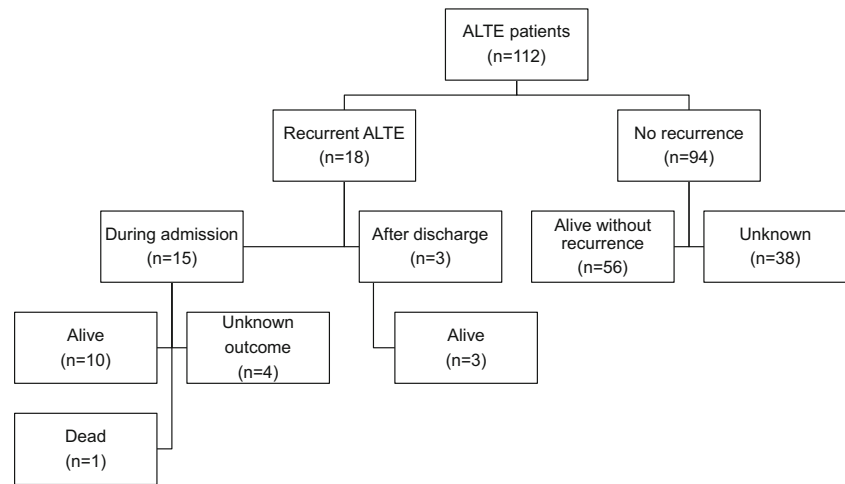 ALTE patients
(n=112)
Recurrent ALTE
(n=18)
No recurrence
(n=94)
During admission
(n=15)
After discharge
(n=3)
Alive without
recurrence
(n=56)
Unknown
(n=38)
Alive
(n=10)
Unknown
outcome
(n=4)
Alive
(n=3)
Dead
(n=1)